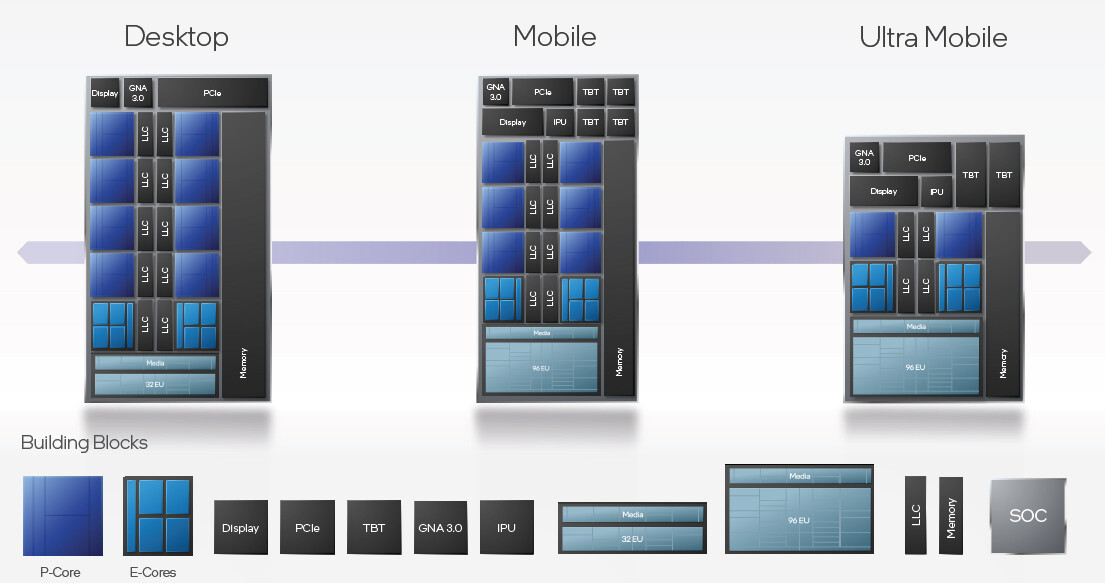 Desktop
Mobile
Ultra Mobile
Display
GNA
3.0
PCIe
LLC
LLC
LLC
LLC
LLC
LLC
LLC
LLC
LLC
LLC
Memory
Media
32 EU
GNA
3.0
PCIe
TBT
TBT
Display
IPU
TBT
TBT
LLC
LLC
LLC
LLC
LLC
LLC
LLC
LLC
Memory
Media
96 EU
GNA
3.0
PCIe
TBT
TBT
Display
IPU
LLC
LLC
LLC
LLC
Memory
Media
96 EU
Building Blocks
P-Core
E-Cores
Display
PCIe
TBT
GNA 3.0
IPU
Media
32 EU
Media
96 EU
LLC
Memory
SOC